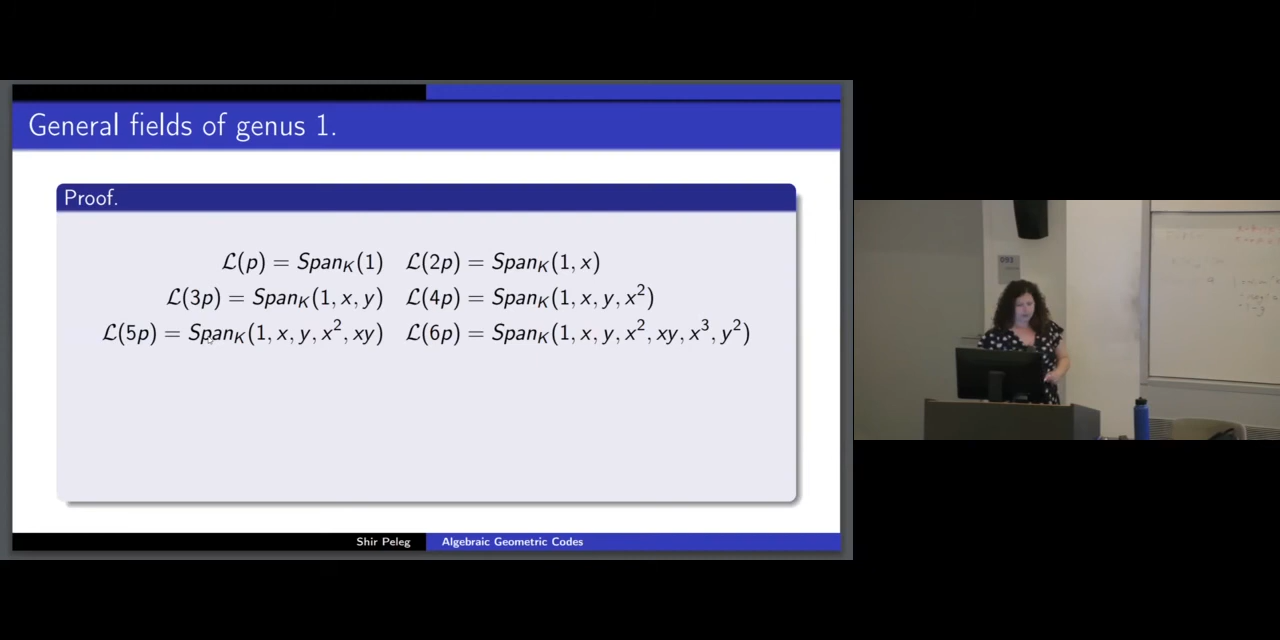 General fields of genus 1.
Proof.
ℒ(p) = Span_K(1) ℒ(2p) = Span_K(1, x)
ℒ(3p) = Span_K(1, x, y) ℒ(4p) = Span_K(1, x, y, x²)
ℒ(5p) = Span_K(1, x, y, x², xy) ℒ(6p) = Span_K(1, x, y, x², xy, x³, y²)
Shir Peleg Algebraic Geometric Codes